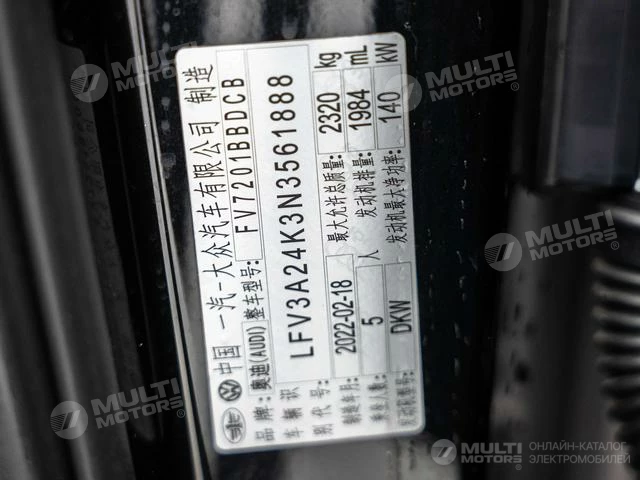 中国 一汽-大众汽车有限公司 制造
品牌: 奥迪(AUDI) 整车型号: FV7201BBDCB
车辆识别代号: LFV3A24K3N3561888
制造年月: 2022-02-18 最大允许总质量: 2320 kg
乘坐人数: 5 人 发动机排量: 1984 mL
发动机型号: DKW 发动机最大净功率: 140 kW
MULTI MOTORS
MULTI MOTORS
MULTI MOTORS
MULTI MOTORS
MULTI MOTORS
MULTI MOTORS
ОНЛАЙН-КАТАЛОГ
ЭЛЕКТРОМОБИЛЕЙ